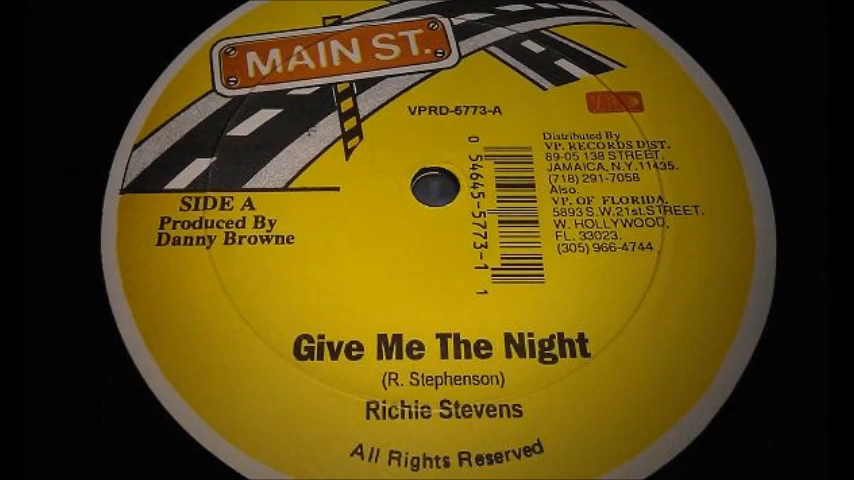 MAIN ST.
VPRD-5773-A
SIDE A
Produced By
Danny Browne
0 54645-5773-1 1
Distributed By
VP. RECORDS DIST.
89-05 138 STREET,
JAMAICA, N.Y. 11435.
(718) 291-7058
Also.
VP. OF FLORIDA.
5893 S.W. 21st. STREET,
W. HOLLYWOOD,
FL. 33023.
(305) 966-4744
Give Me The Night
(R. Stephenson)
Richie Stevens
All Rights Reserved